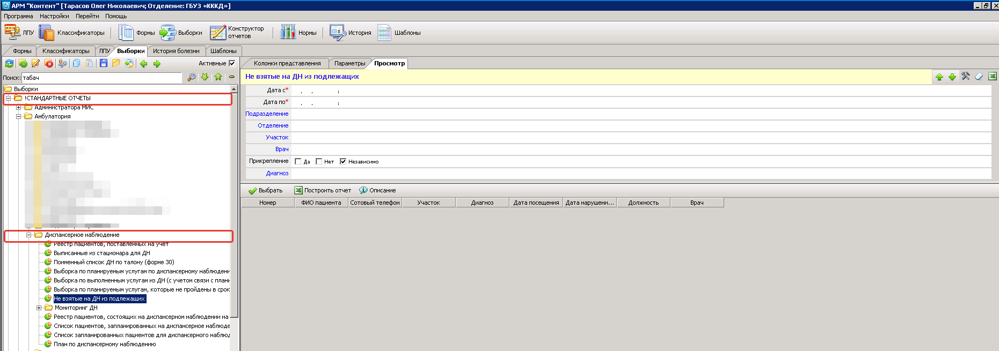 АРМ "Контент" [Тарасов Олег Николаевич; Отделение: ГБУЗ «КККД»]
Программа Настройки Перейти Помощь
ЛПУ Классификаторы Формы Выборки Конструктор отчетов Нормы История Шаблоны
Формы Классификаторы ЛПУ Выборки История болезни Шаблоны
Активные
Поиск: табач
Выборки
!СТАНДАРТНЫЕ ОТЧЕТЫ
Администратора МИС
Амбулатория
Диспансерное наблюдение
Реестр пациентов, поставленных на учет
Выписанные из стационара для ДН
Поименный список ДН по талону (форме 30)
Выборка по планируемым услугам по диспансерному наблюдени
Выборка по выполненным услугам из ДН (с учетом связи с плани
Выборка по планируемым услугам, которые не пройдены в срок
Не взятые на ДН из подлежащих
Мониторинг ДН
Реестр пациентов, состоящих на диспансерном наблюдении на
Список пациентов, запланированных на диспансерное наблюде
Список запланированных пациентов для диспансерного наблюд
План по диспансерному наблюдению
Колонки представления Параметры Просмотр
Не взятые на ДН из подлежащих
Дата с* . . :
Дата по* . . :
Подразделение
Отделение
Участок
Врач
Прикрепление Да Нет Независимо
Диагноз
Выбрать Построить отчет Описание
Номер ФИО пациента Сотовый телефон Участок Диагноз Дата посещения Дата нарушени... Должность Врач